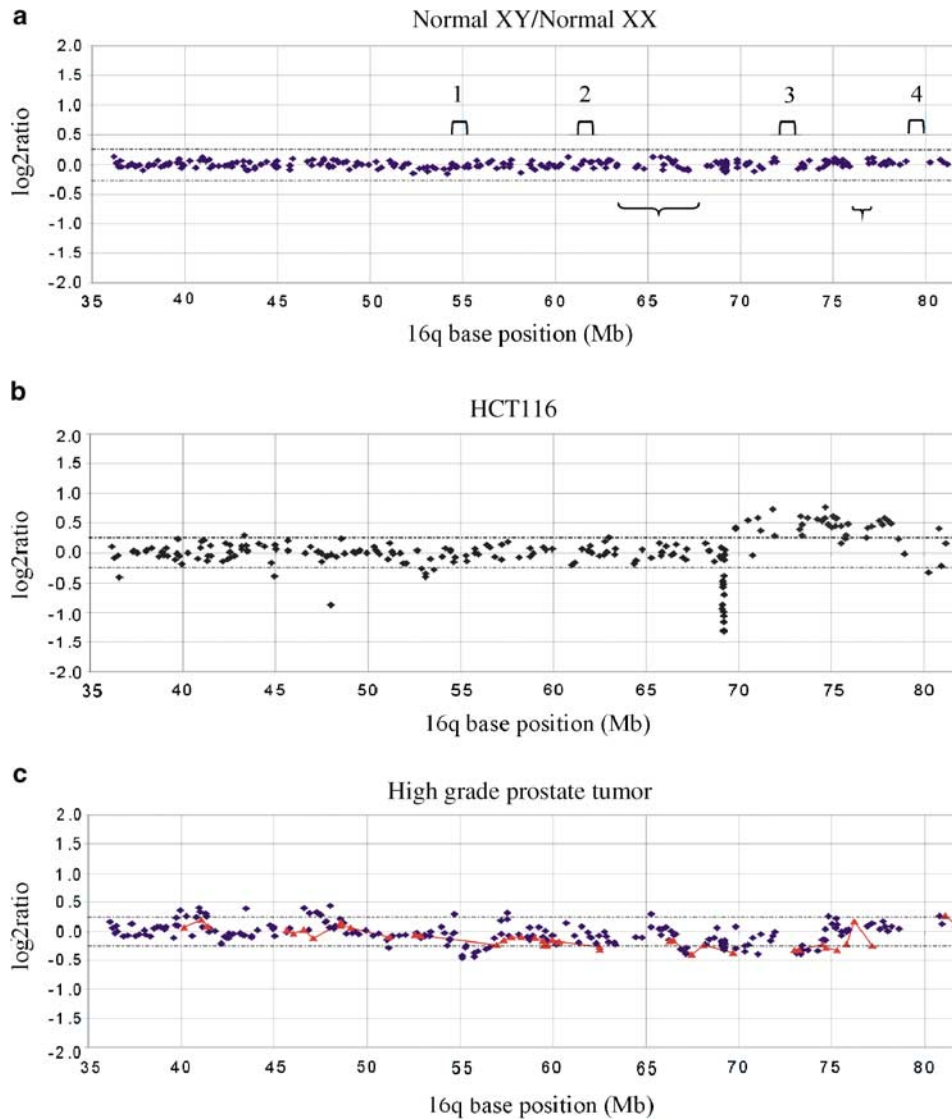 a
Normal XY/Normal XX
2.0
1.5
1.0
0.5
0.0
-0.5
-1.0
-1.5
-2.0
log2ratio
1 2 3 4
35 40 45 50 55 60 65 70 75 80
16q base position (Mb)
b
HCT116
2.0
1.5
1.0
0.5
0.0
-0.5
-1.0
-1.5
-2.0
log2ratio
35 40 45 50 55 60 65 70 75 80
16q base position (Mb)
c
High grade prostate tumor
2.0
1.5
1.0
0.5
0.0
-0.5
-1.0
-1.5
-2.0
log2ratio
35 40 45 50 55 60 65 70 75 80
16q base position (Mb)